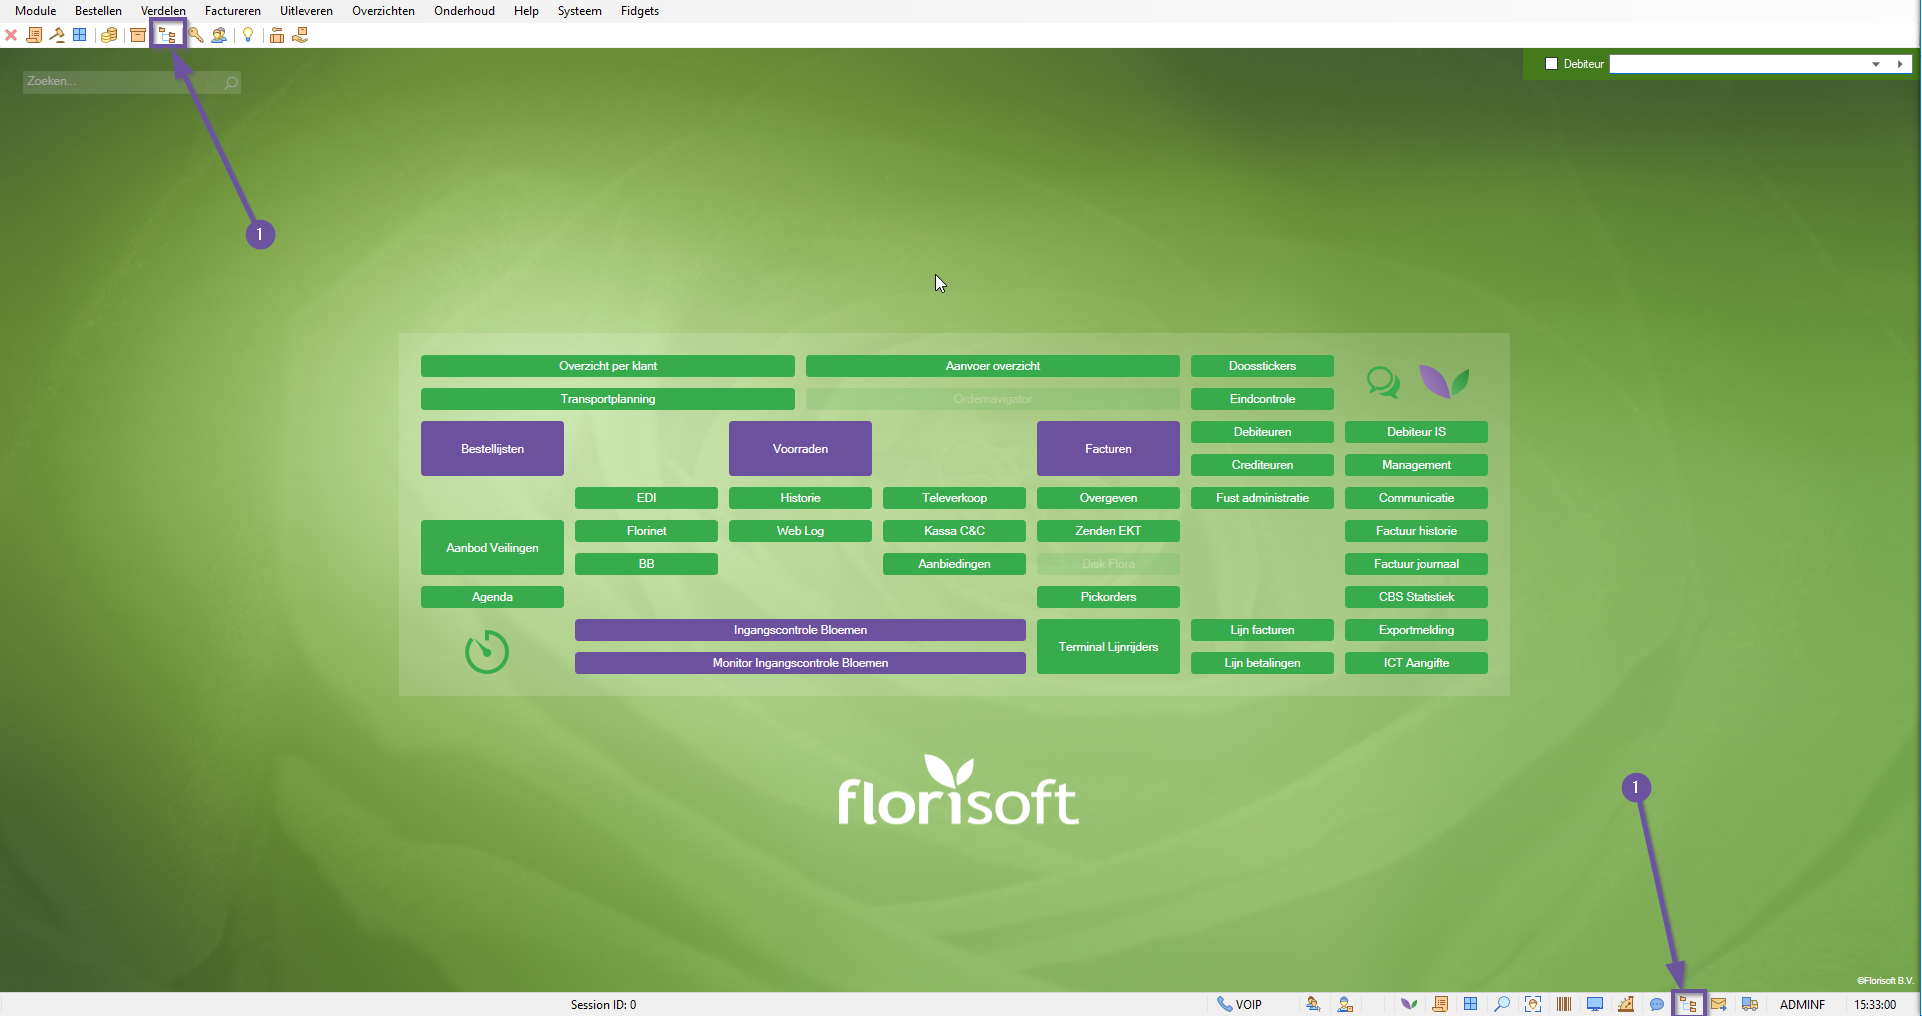 Module Bestellen Verdelen Factureren Uitleveren Overzichten Onderhoud Help Systeem Fidgets
Zoeken...
Debiteur
1
Overzicht per klant Aanvoer overzicht Doosstickers
Transportplanning Ordernavigator Eindcontrole
Bestellijsten Voorraden Facturen
Debiteuren Debiteur IS
Crediteuren Management
EDI Historie Televerkoop Overgeven Fust administratie Communicatie
Florinet Web Log Kassa C&C Zenden EKT Factuur historie
Aanbod Veilingen
BB Aanbiedingen Disk Flora Factuur journaal
Agenda Pickorders CBS Statistiek
Ingangscontrole Bloemen Lijn facturen Exportmelding
Terminal Lijnrijders
Monitor Ingangscontrole Bloemen Lijn betalingen ICT Aangifte
florisoft
1
©Florisoft B.V.
Session ID: 0 VOIP ADMINF 15:33:00